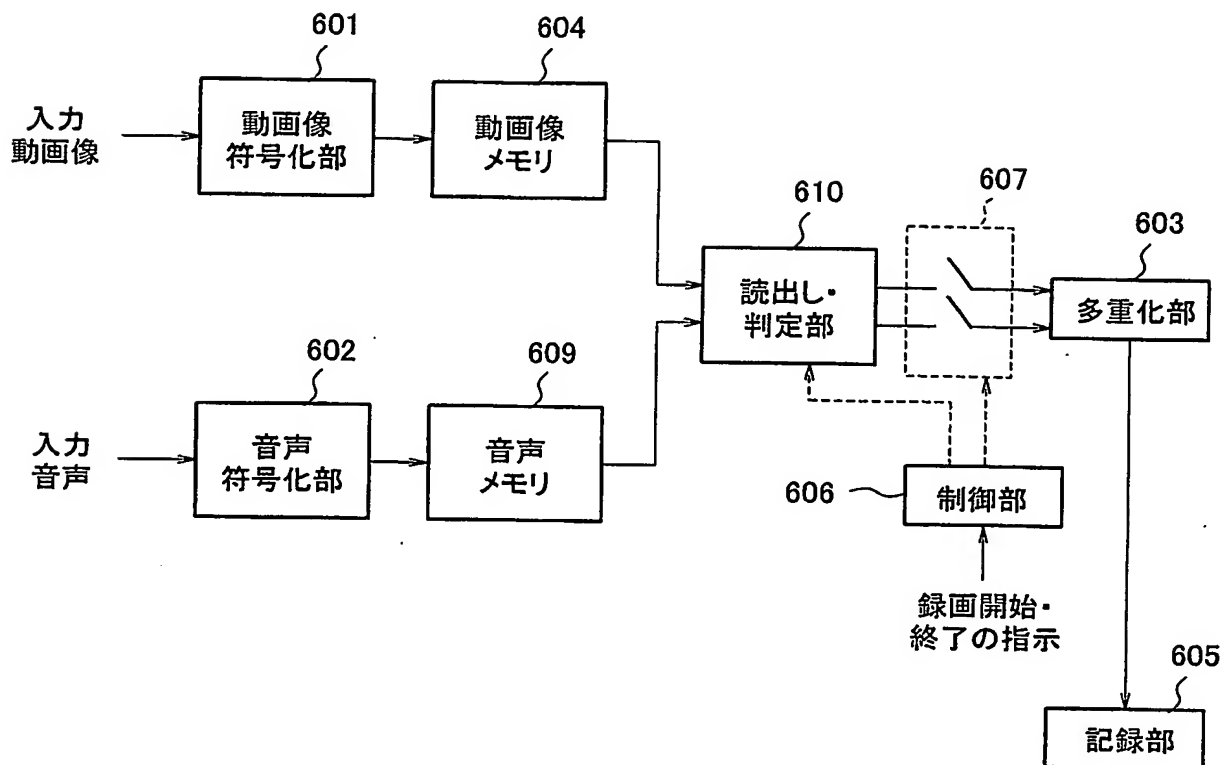 601
604
入力
動画像
動画像
符号化部
動画像
メモリ
610
607
603
読出し・
判定部
多重化部
602
609
入力
音声
音声
符号化部
音声
メモリ
606
制御部
録画開始・
終了の指示
605
記録部